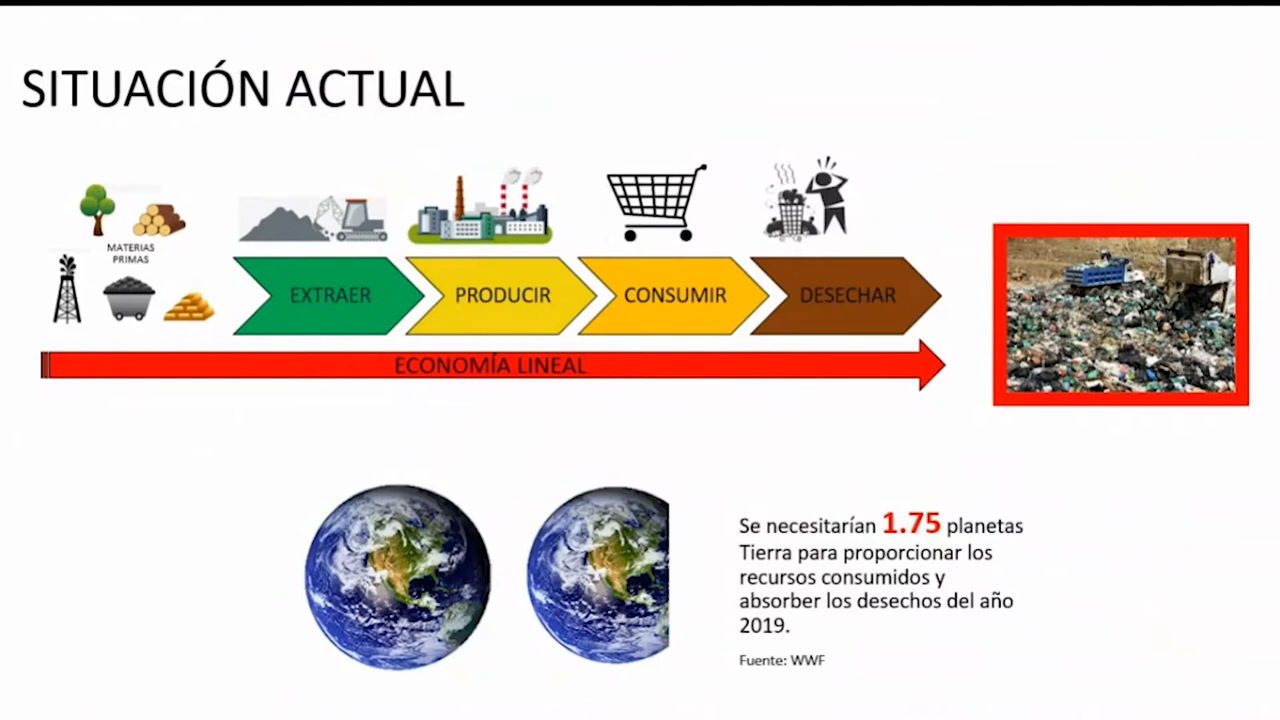 SITUACIÓN ACTUAL
MATERIAS
PRIMAS
EXTRAER
PRODUCIR
CONSUMIR
DESECHAR
ECONOMÍA LINEAL
Se necesitarían 1.75 planetas
Tierra para proporcionar los
recursos consumidos y
absorber los desechos del año
2019.
Fuente: WWF